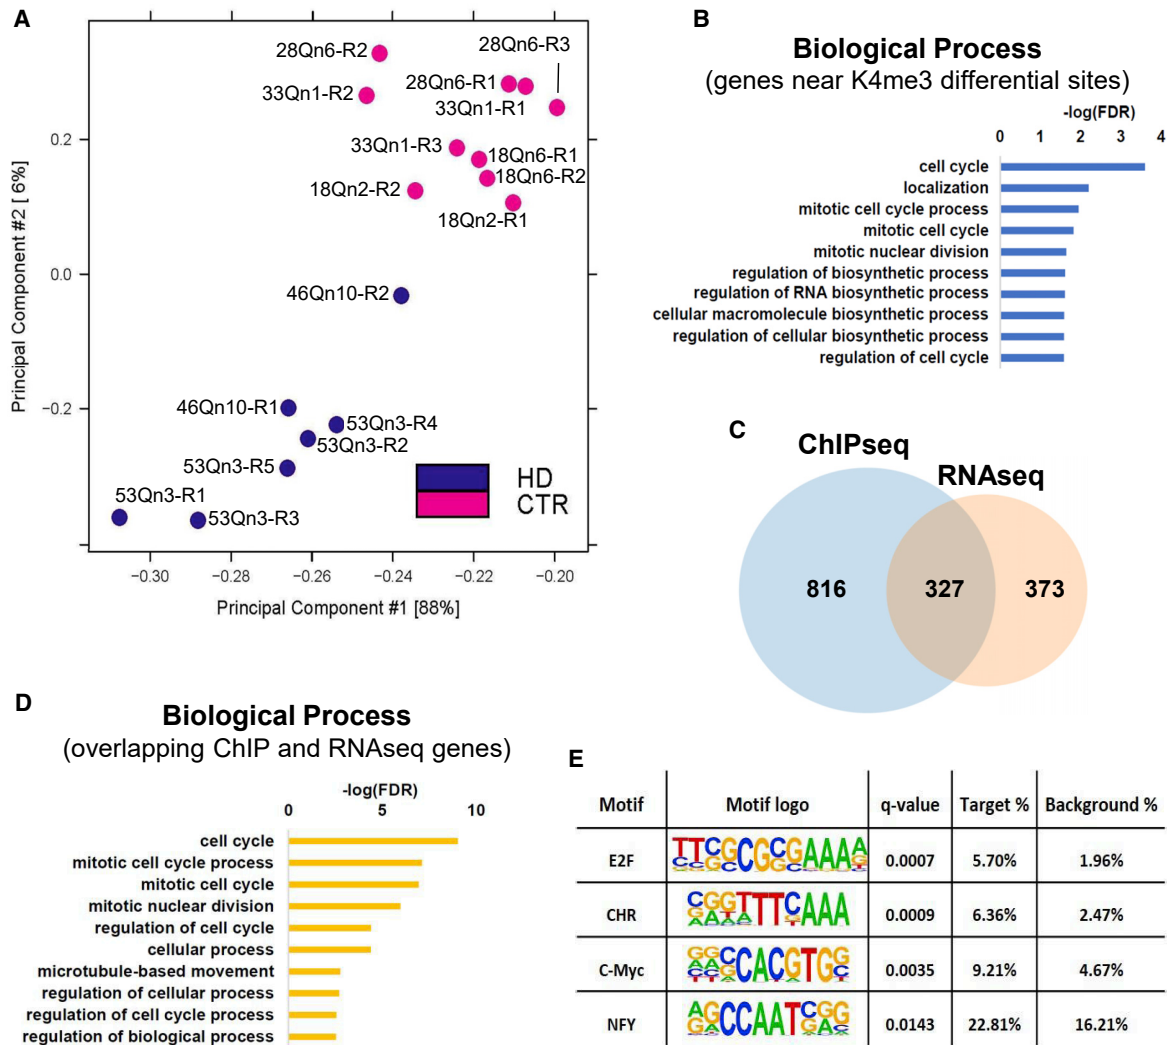 A
28Qn6-R2
28Qn6-R3
33Qn1-R2
28Qn6-R1
33Qn1-R1
33Qn1-R3
18Qn6-R1
18Qn6-R2
18Qn2-R2
18Qn2-R1
46Qn10-R2
46Qn10-R1
53Qn3-R4
53Qn3-R2
53Qn3-R5
53Qn3-R1
53Qn3-R3
HD
CTR
0.2
0.0
−0.2
Principal Component #2 [ 6%]
−0.30 −0.28 −0.26 −0.24 −0.22 −0.20
Principal Component #1 [88%]
B
Biological Process
(genes near K4me3 differential sites)
-log(FDR)
0 1 2 3 4
cell cycle
localization
mitotic cell cycle process
mitotic cell cycle
mitotic nuclear division
regulation of biosynthetic process
regulation of RNA biosynthetic process
cellular macromolecule biosynthetic process
regulation of cellular biosynthetic process
regulation of cell cycle
C
ChIPseq
RNAseq
816 327 373
D
Biological Process
(overlapping ChIP and RNAseq genes)
-log(FDR)
0 5 10
cell cycle
mitotic cell cycle process
mitotic cell cycle
mitotic nuclear division
regulation of cell cycle
cellular process
microtubule-based movement
regulation of cellular process
regulation of cell cycle process
regulation of biological process
E
Motif Motif logo q-value Target % Background %
E2F TTCGCGCGAAAA 0.0007 5.70% 1.96%
CHR CGGTTTCAAA 0.0009 6.36% 2.47%
C-Myc GGCCACGTGG 0.0035 9.21% 4.67%
NFY AGCCAATCGG 0.0143 22.81% 16.21%